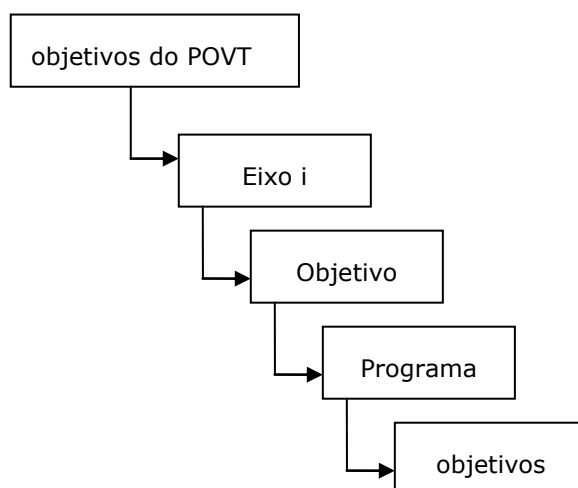 objetivos do POVT
Eixo i
Objetivo
Programa
objetivos